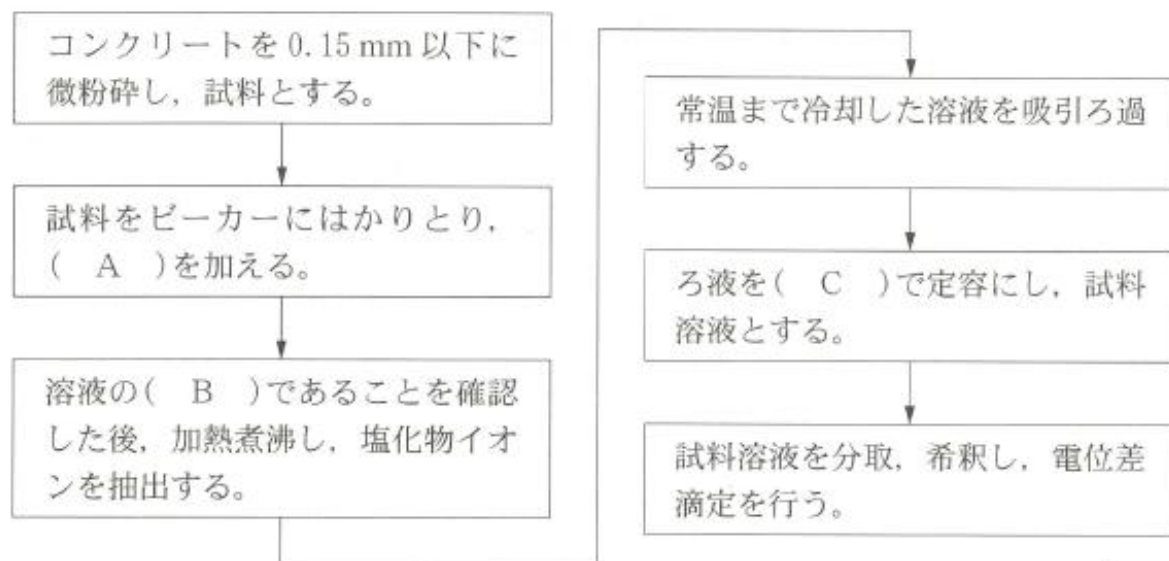 コンクリートを0.15 mm以下に
微粉砕し，試料とする。
試料をビーカーにはかりとり，
(　A　)を加える。
溶液の(　B　)であることを確認
した後，加熱煮沸し，塩化物イオ
ンを抽出する。
常温まで冷却した溶液を吸引ろ過
する。
ろ液を(　C　)で定容にし，試料
溶液とする。
試料溶液を分取，希釈し，電位差
滴定を行う。